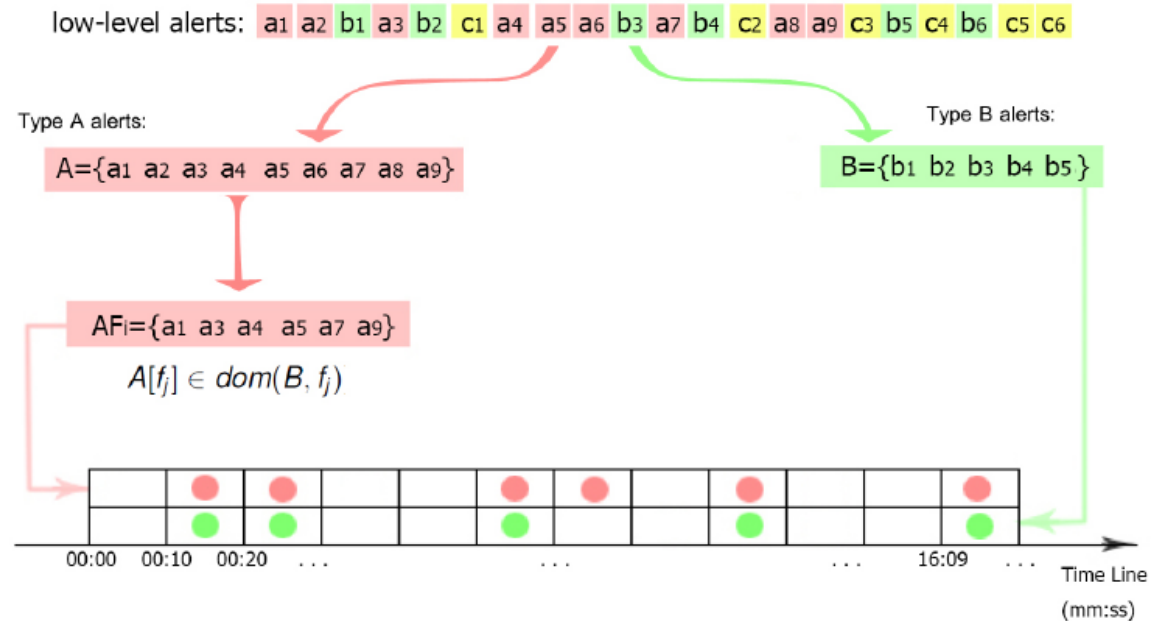 low-level alerts: a1 a2 b1 a3 b2 c1 a4 a5 a6 b3 a7 b4 c2 a8 a9 c3 b5 c4 b6 c5 c6
Type A alerts:
Type B alerts:
A={a1 a2 a3 a4 a5 a6 a7 a8 a9}
B={b1 b2 b3 b4 b5}
AFi={a1 a3 a4 a5 a7 a9}
A[fj] ∈ dom(B, fj)
00:00 00:10 00:20 ... ... ... 16:09 ...
Time Line
(mm:ss)